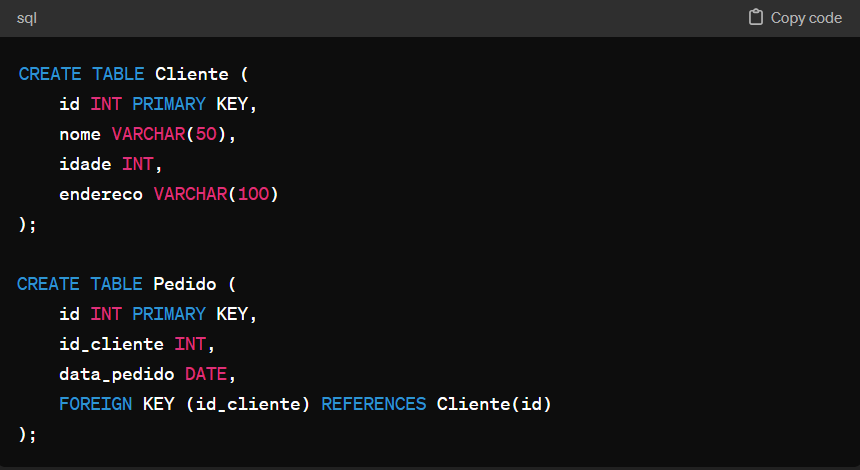 sql
Copy code
CREATE TABLE Cliente (
    id INT PRIMARY KEY,
    nome VARCHAR(50),
    idade INT,
    endereco VARCHAR(100)
);
CREATE TABLE Pedido (
    id INT PRIMARY KEY,
    id_cliente INT,
    data_pedido DATE,
    FOREIGN KEY (id_cliente) REFERENCES Cliente(id)
);